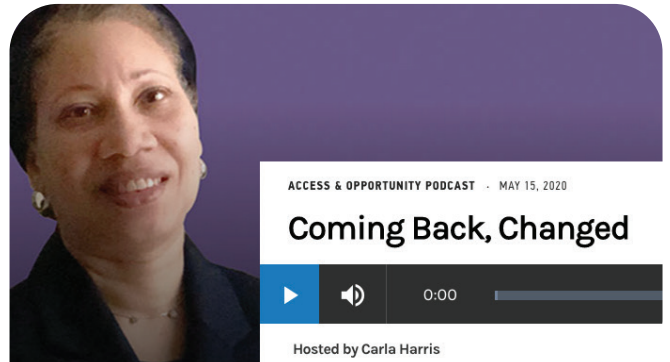 ACCESS & OPPORTUNITY PODCAST · MAY 15, 2020
Coming Back, Changed
0:00
Hosted by Carla Harris